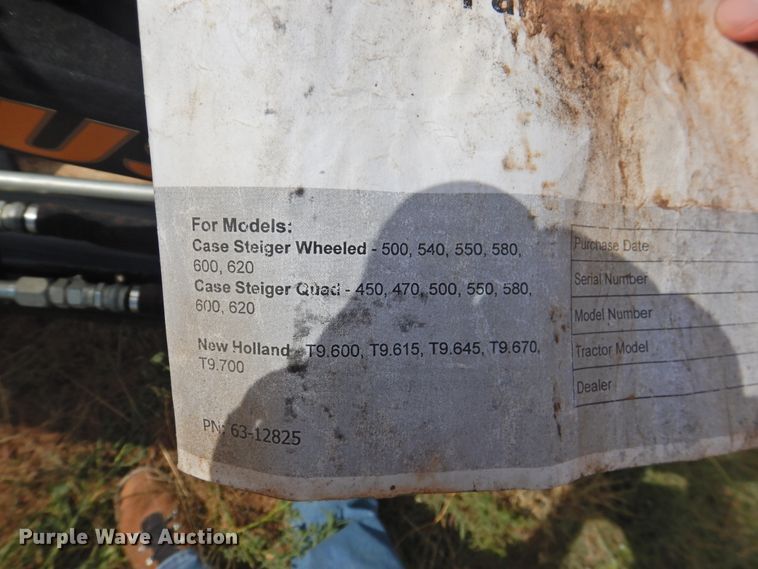 Pa
US
For Models:
Case Steiger Wheeled - 500, 540, 550, 580,
600, 620
Case Steiger Quad - 450, 470, 500, 550, 580,
600, 620
New Holland - T9.600, T9.615, T9.645, T9.670,
T9.700
PN: 63-12825
Purchase Date
Serial Number
Model Number
Tractor Model
Dealer
Purple Wave Auction